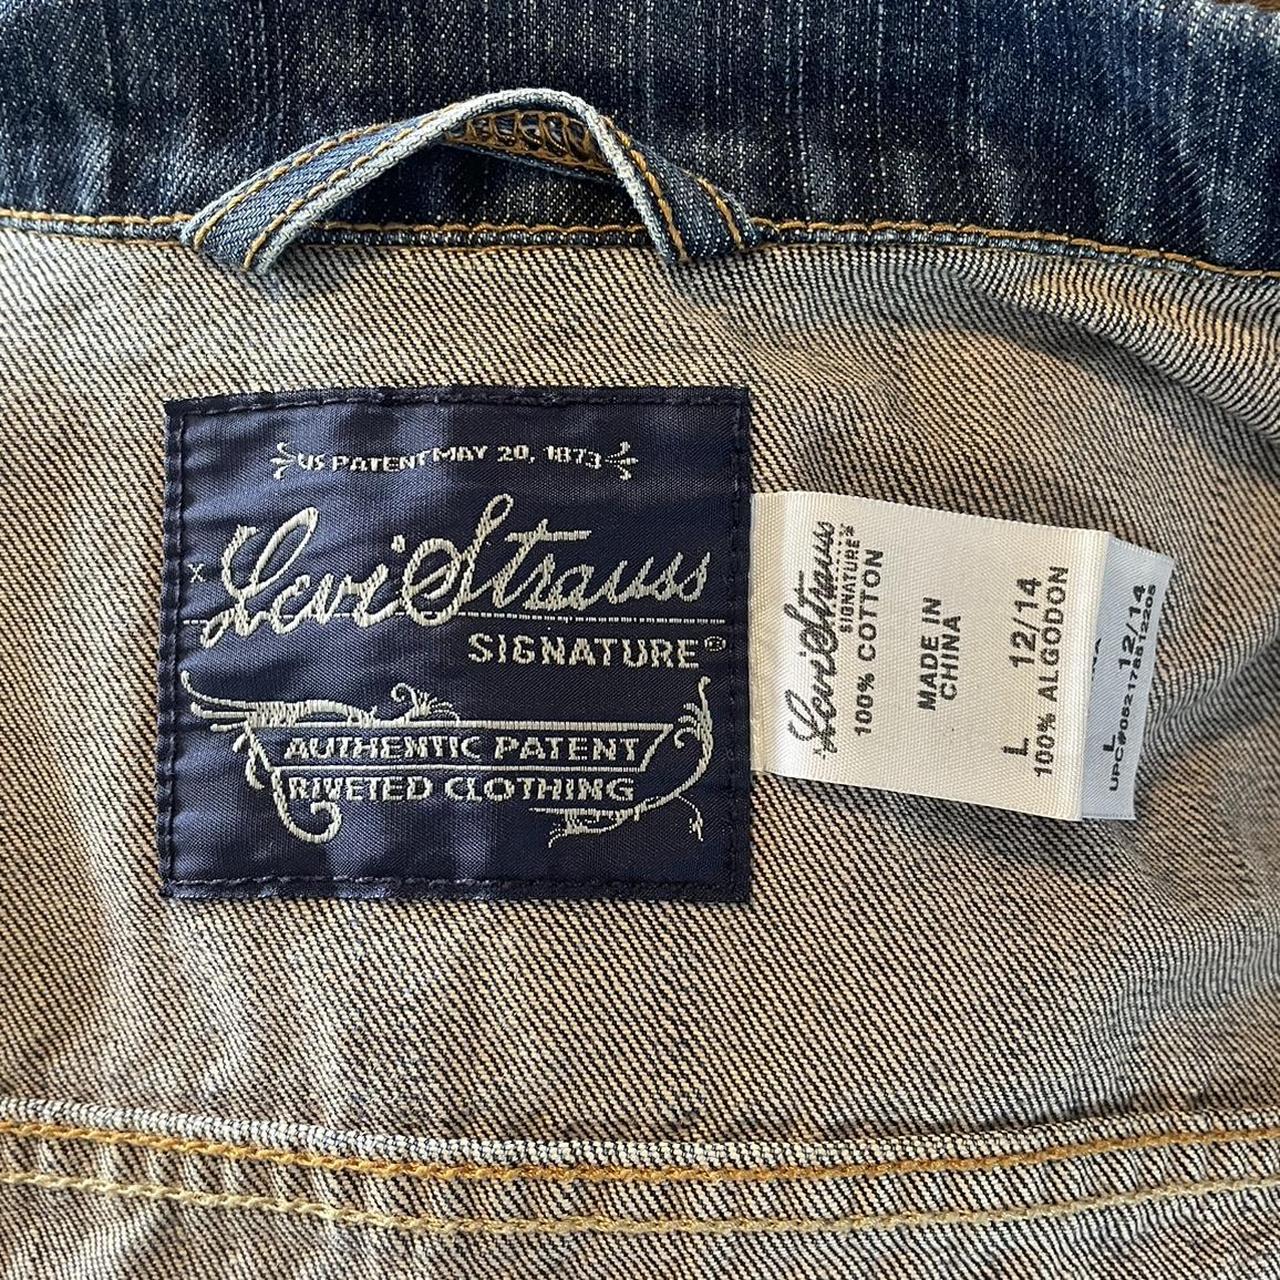 US PATENT MAY 20, 1873
X Levi Strauss
SIGNATURE®
AUTHENTIC PATENT
RIVETED CLOTHING
Levi Strauss
SIGNATURE
100% COTTON
MADE IN
CHINA
L 12/14
100% ALGODON
L 12/14